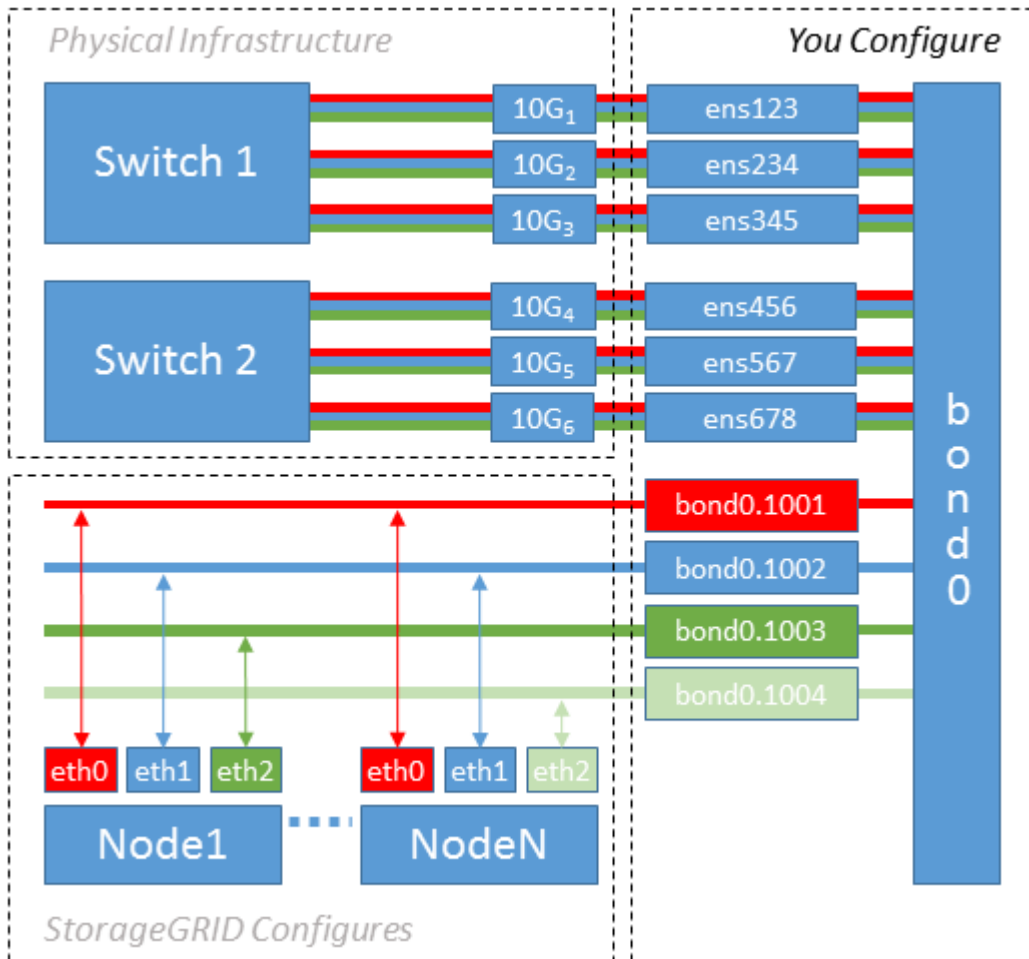 Physical Infrastructure
You Configure
Switch 1
10G₁
ens123
10G₂
ens234
10G₃
ens345
Switch 2
10G₄
ens456
10G₅
ens567
10G₆
ens678
bond0
bond0.1001
bond0.1002
bond0.1003
bond0.1004
eth0 eth1 eth2 eth0 eth1 eth2
Node1 NodeN
StorageGRID Configures